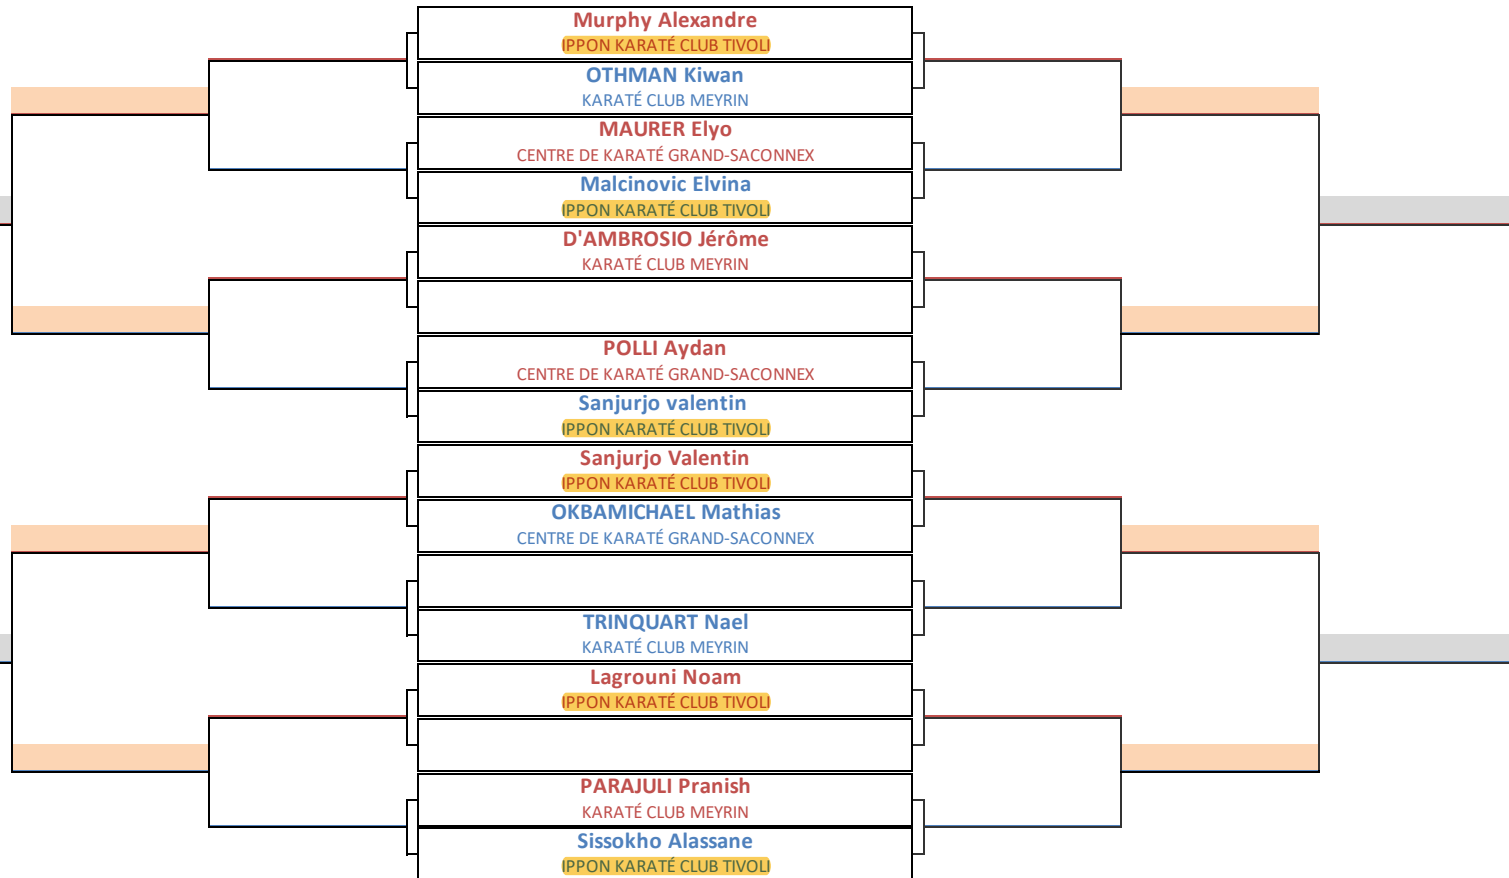 Murphy Alexandre
IPPON KARATÉ CLUB TIVOLI
OTHMAN Kiwan
KARATÉ CLUB MEYRIN
MAURER Elyo
CENTRE DE KARATÉ GRAND-SACONNEX
Malcinovic Elvina
IPPON KARATÉ CLUB TIVOLI
D'AMBROSIO Jérôme
KARATÉ CLUB MEYRIN
POLLI Aydan
CENTRE DE KARATÉ GRAND-SACONNEX
Sanjurjo valentin
IPPON KARATÉ CLUB TIVOLI
Sanjurjo Valentin
IPPON KARATÉ CLUB TIVOLI
OKBAMICHAEL Mathias
CENTRE DE KARATÉ GRAND-SACONNEX
TRINQUART Nael
KARATÉ CLUB MEYRIN
Lagrouni Noam
IPPON KARATÉ CLUB TIVOLI
PARAJULI Pranish
KARATÉ CLUB MEYRIN
Sissokho Alassane
IPPON KARATÉ CLUB TIVOLI